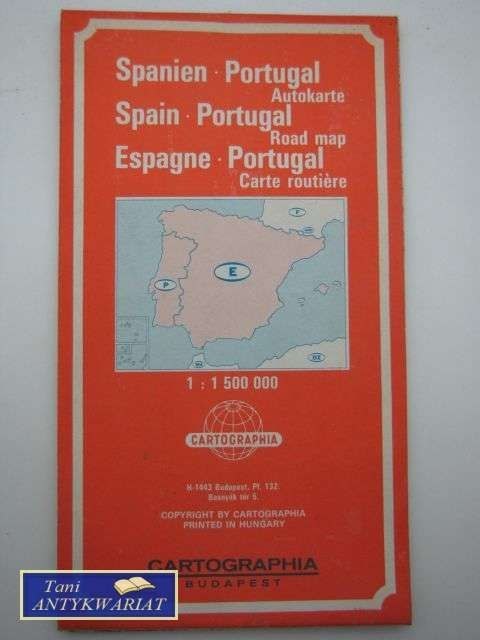 Spanien · Portugal
Autokarte
Spain · Portugal
Road map
Espagne · Portugal
Carte routière
F
E
P
DZ
1 : 1 500 000
CARTOGRAPHIA
H-1443 Budapest, Pf. 132.
Bosnyák tér 5.
COPYRIGHT BY CARTOGRAPHIA
PRINTED IN HUNGARY
CARTOGRAPHIA
BUDAPEST
Tani
ANTYKWARIAT